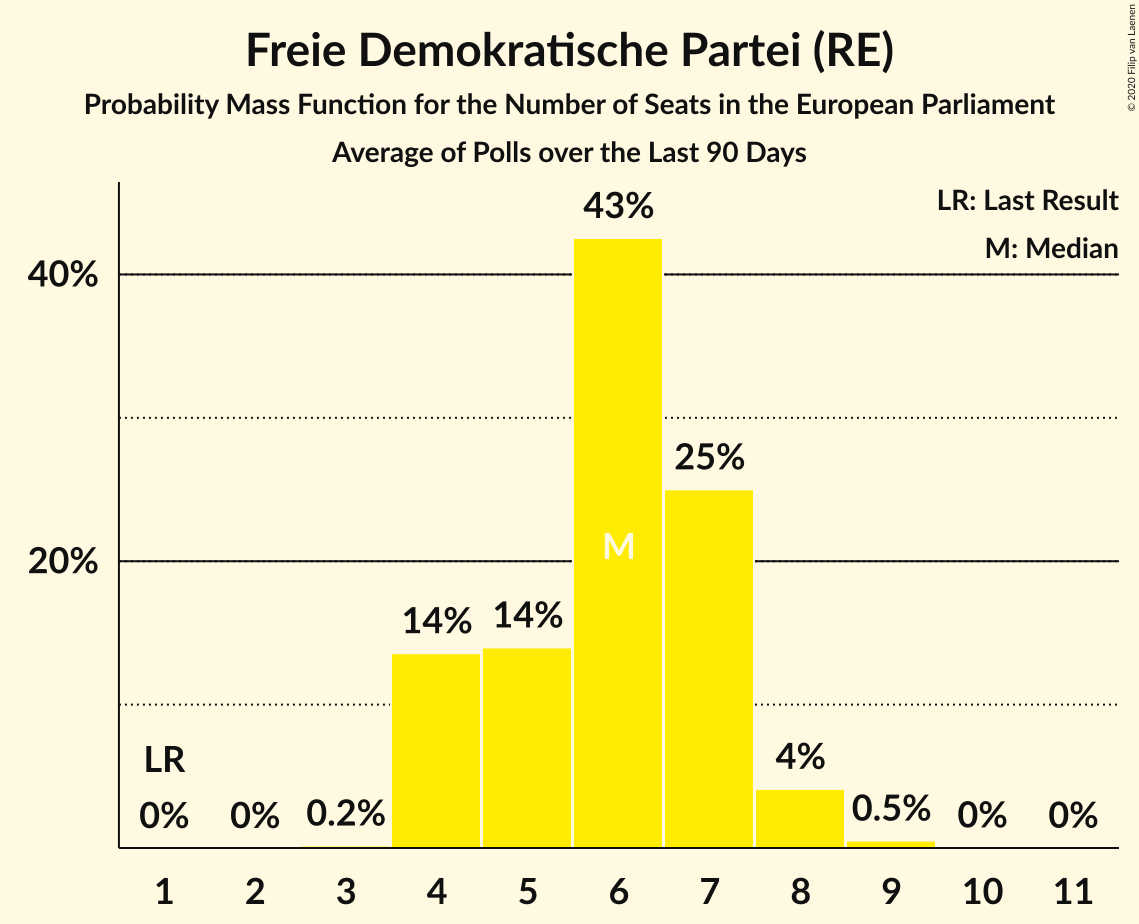 Freie Demokratische Partei (RE)
Probability Mass Function for the Number of Seats in the European Parliament
Average of Polls over the Last 90 Days
© 2020 Filip van Laenen
LR: Last Result
M: Median
43%
40%
25%
M
20%
14%
14%
LR
4%
0%
0%
0.2%
0.5%
0%
0%
1 2 3 4 5 6 7 8 9 10 11